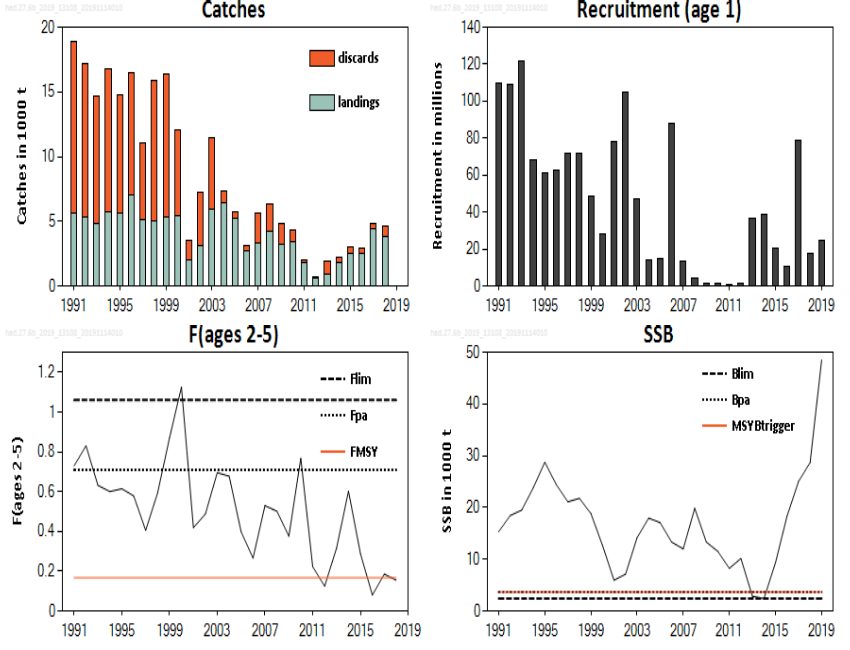 Catches
Catches in 1000 t
20
15
10
5
0
discards
landings
1991 1995 1999 2003 2007 2011 2015 2019
Recruitment (age 1)
Recruitment in millions
140
120
100
80
60
40
20
0
1991 1995 1999 2003 2007 2011 2015 2019
F(ages 2-5)
F(ages 2-5)
1.2
1
0.8
0.6
0.4
0.2
0
Flim
Fpa
FMSY
1991 1995 1999 2003 2007 2011 2015 2019
SSB
SSB in 1000 t
50
40
30
20
10
0
Blim
Bpa
MSYBtrigger
1991 1995 1999 2003 2007 2011 2015 2019